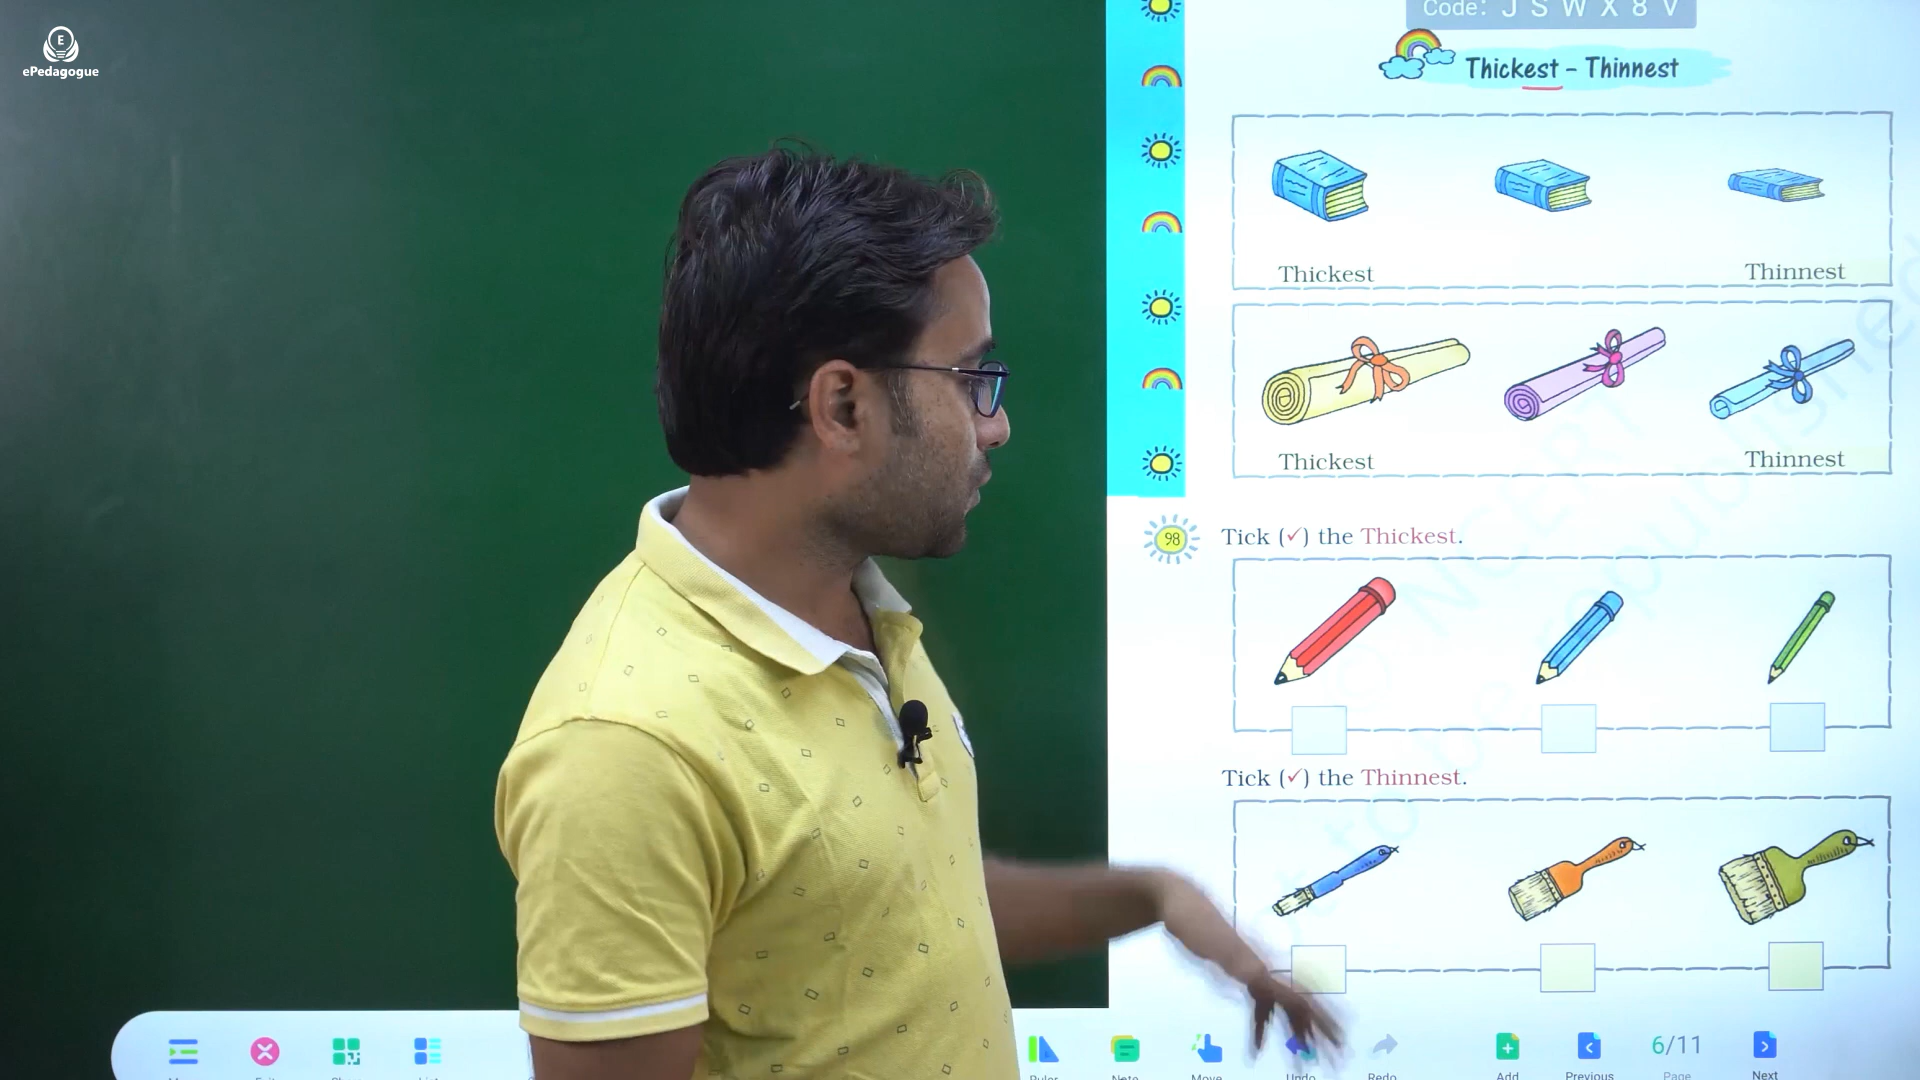 E
ePedagogue
Code: J S W X 8 V
Thickest – Thinnest
Thickest
Thinnest
Thickest
Thinnest
98
Tick (✓) the Thickest.
Tick (✓) the Thinnest.
Ruler
Note
Move
Undo
Redo
Add
Previous
6/11
Page
Next